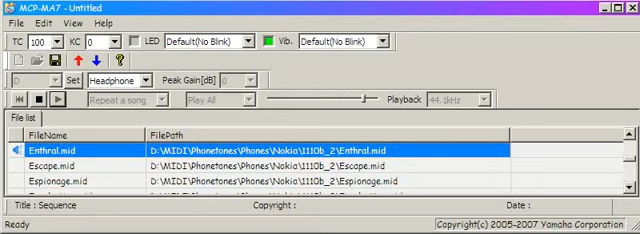 MCP-MA7 - Untitled
File Edit View Help
TC 100 KC 0 LED Default(No Blink) Vib. Default(No Blink)
D Set Headphone Peak Gain[dB] 0
Repeat a song Play All Playback 44.1kHz
File list
FileName FilePath
Enthral.mid D:\MIDI\Phonetones\Phones\Nokia\1110b_2\Enthral.mid
Escape.mid D:\MIDI\Phonetones\Phones\Nokia\1110b_2\Escape.mid
Espionage.mid D:\MIDI\Phonetones\Phones\Nokia\1110b_2\Espionage.mid
Title : Sequence Copyright : Date :
Ready Copyright(c) 2005-2007 Yamaha Corporation